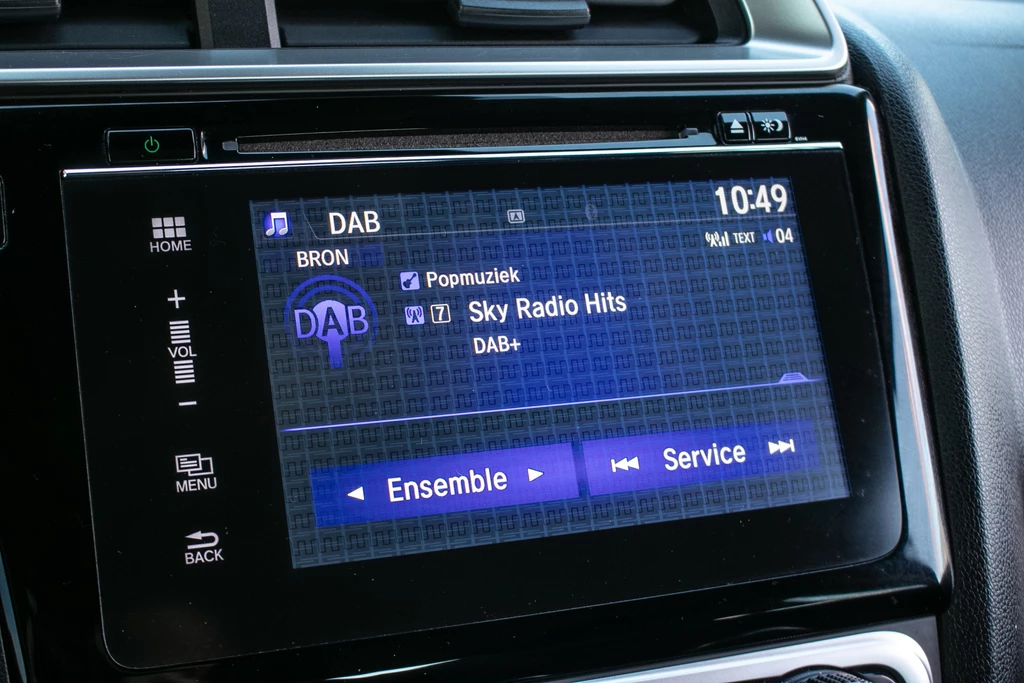 HOME
+
VOL
−
MENU
BACK
DAB
10:49
TEXT 04
BRON
DAB
Popmuziek
7 Sky Radio Hits
DAB+
Ensemble
Service